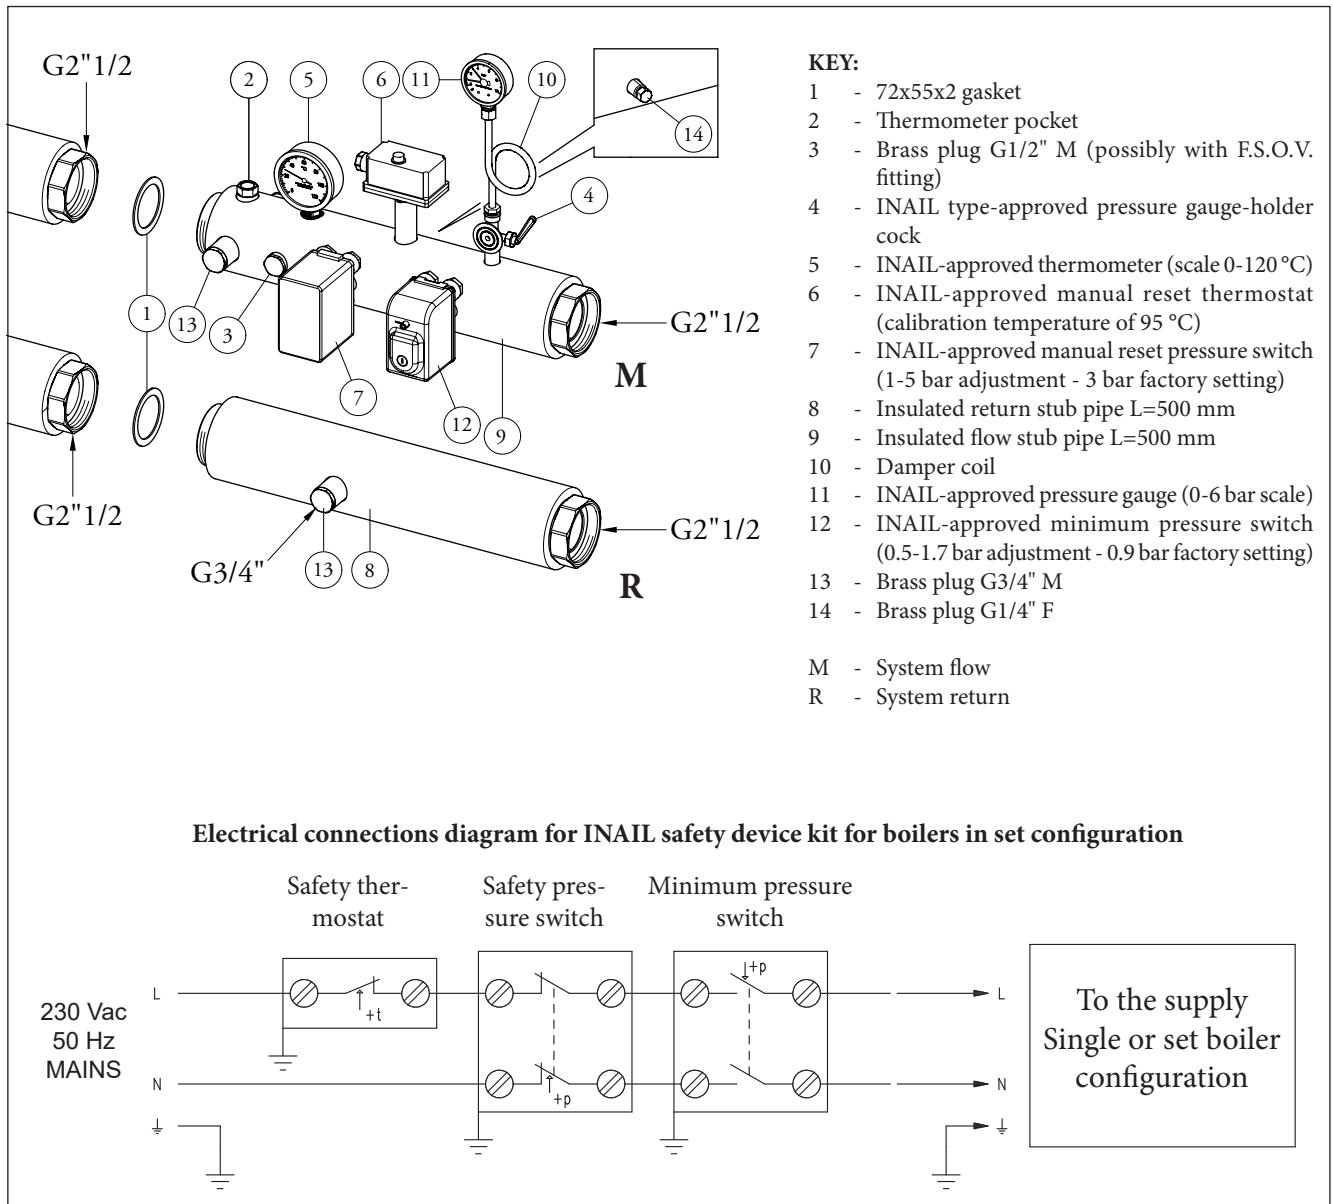 G2"1/2
2
5
6
11
10
14
4
1
13
3
G2"1/2
M
7
12
9
G2"1/2
G2"1/2
G3/4"
13
8
R
KEY:
1 - 72x55x2 gasket
2 - Thermometer pocket
3 - Brass plug G1/2" M (possibly with F.S.O.V.
fitting)
4 - INAIL type-approved pressure gauge-holder
cock
5 - INAIL-approved thermometer (scale 0-120 °C)
6 - INAIL-approved manual reset thermostat
(calibration temperature of 95 °C)
7 - INAIL-approved manual reset pressure switch
(1-5 bar adjustment - 3 bar factory setting)
8 - Insulated return stub pipe L=500 mm
9 - Insulated flow stub pipe L=500 mm
10 - Damper coil
11 - INAIL-approved pressure gauge (0-6 bar scale)
12 - INAIL-approved minimum pressure switch
(0.5-1.7 bar adjustment - 0.9 bar factory setting)
13 - Brass plug G3/4" M
14 - Brass plug G1/4" F
M - System flow
R - System return
Electrical connections diagram for INAIL safety device kit for boilers in set configuration
Safety ther-
mostat
Safety pres-
sure switch
Minimum pressure
switch
230 Vac
50 Hz
MAINS
L
+t
+p
L
N
+p
N
To the supply
Single or set boiler
configuration